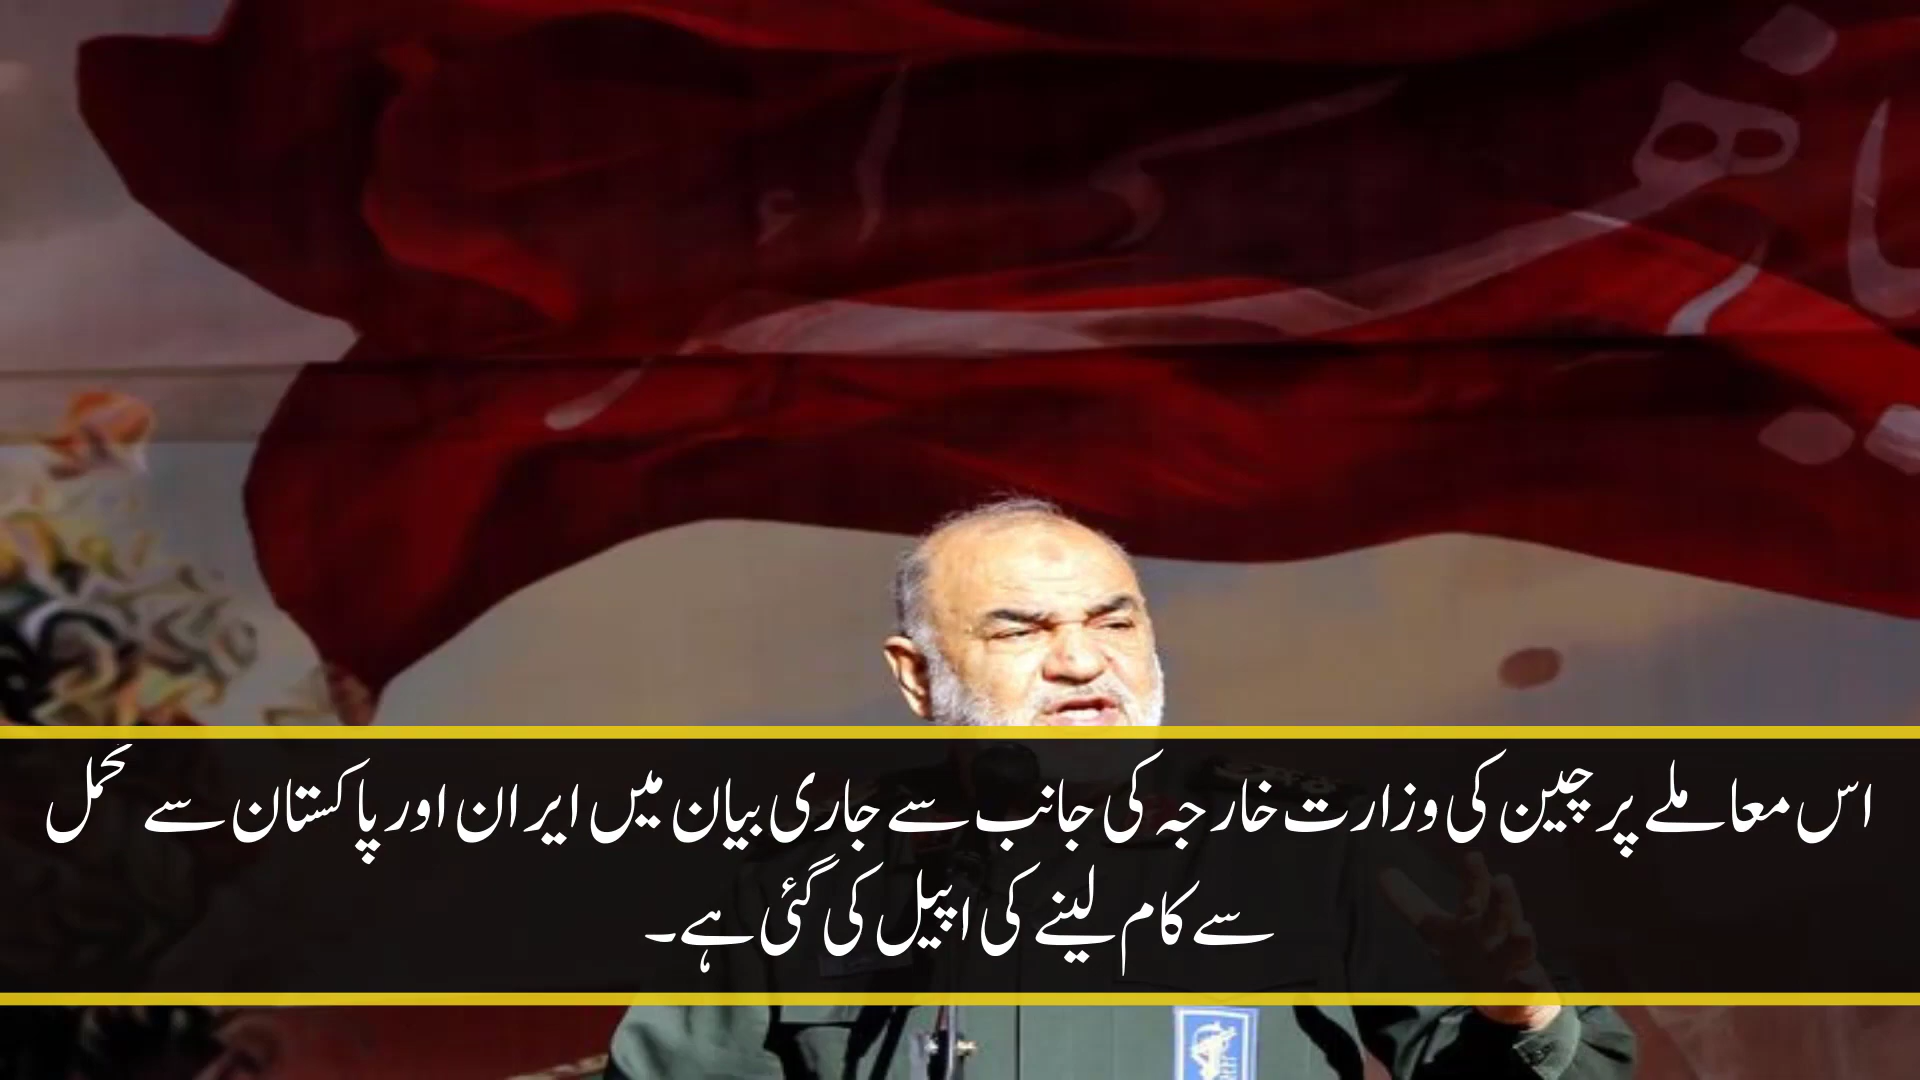 اس معاملے پر چین کی وزارت خارجہ کی جانب سے جاری بیان میں ایران اور پاکستان سے تحمل
سے کام لینے کی اپیل کی گئی ہے۔